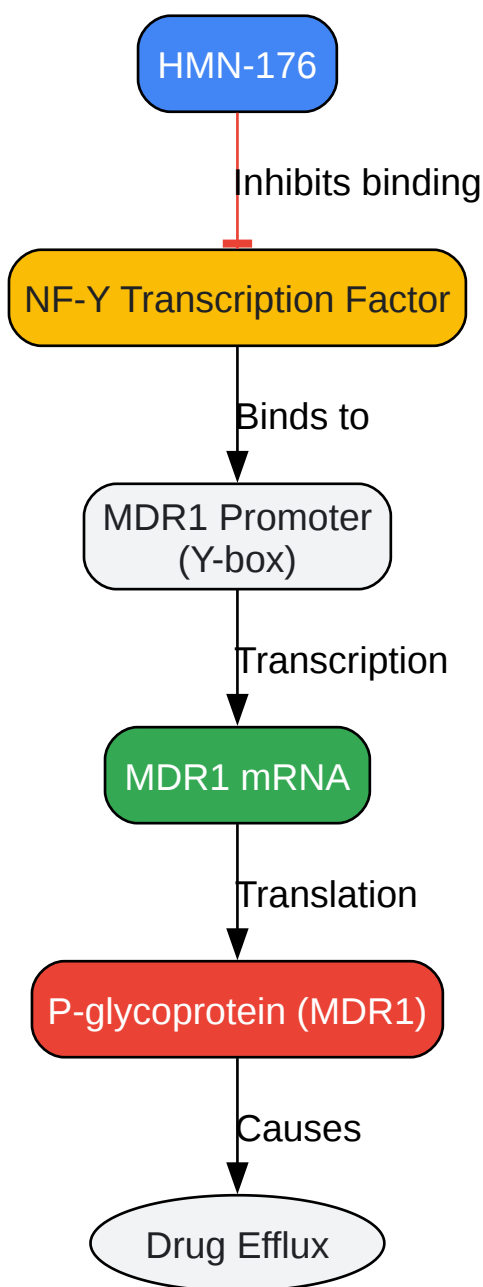 HMN-176
Inhibits binding
NF-Y Transcription Factor
Binds to
MDR1 Promoter
(Y-box)
Transcription
MDR1 mRNA
Translation
P-glycoprotein (MDR1)
Causes
Drug Efflux